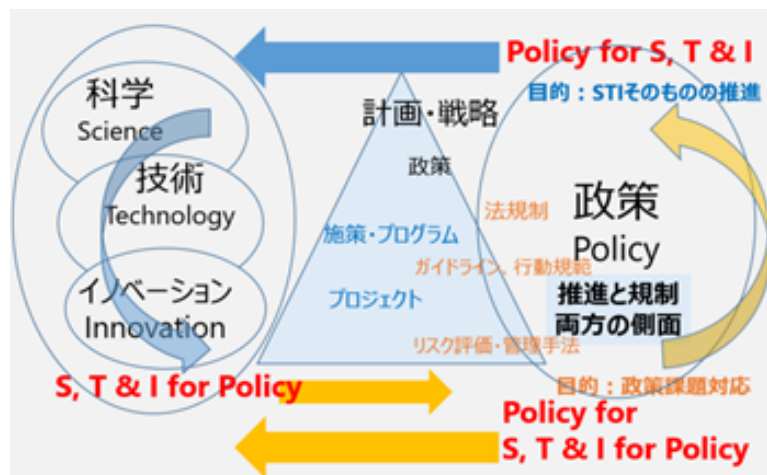 Policy for S, T & I
目的：STIそのものの推進
科学
Science
技術
Technology
イノベーション
Innovation
計画・戦略
政策
施策・プログラム
プロジェクト
法規制
ガイドライン、行動規範
リスク評価・管理手法
政策
Policy
推進と規制
両方の側面
目的：政策課題対応
S, T & I for Policy
Policy for
S, T & I for Policy